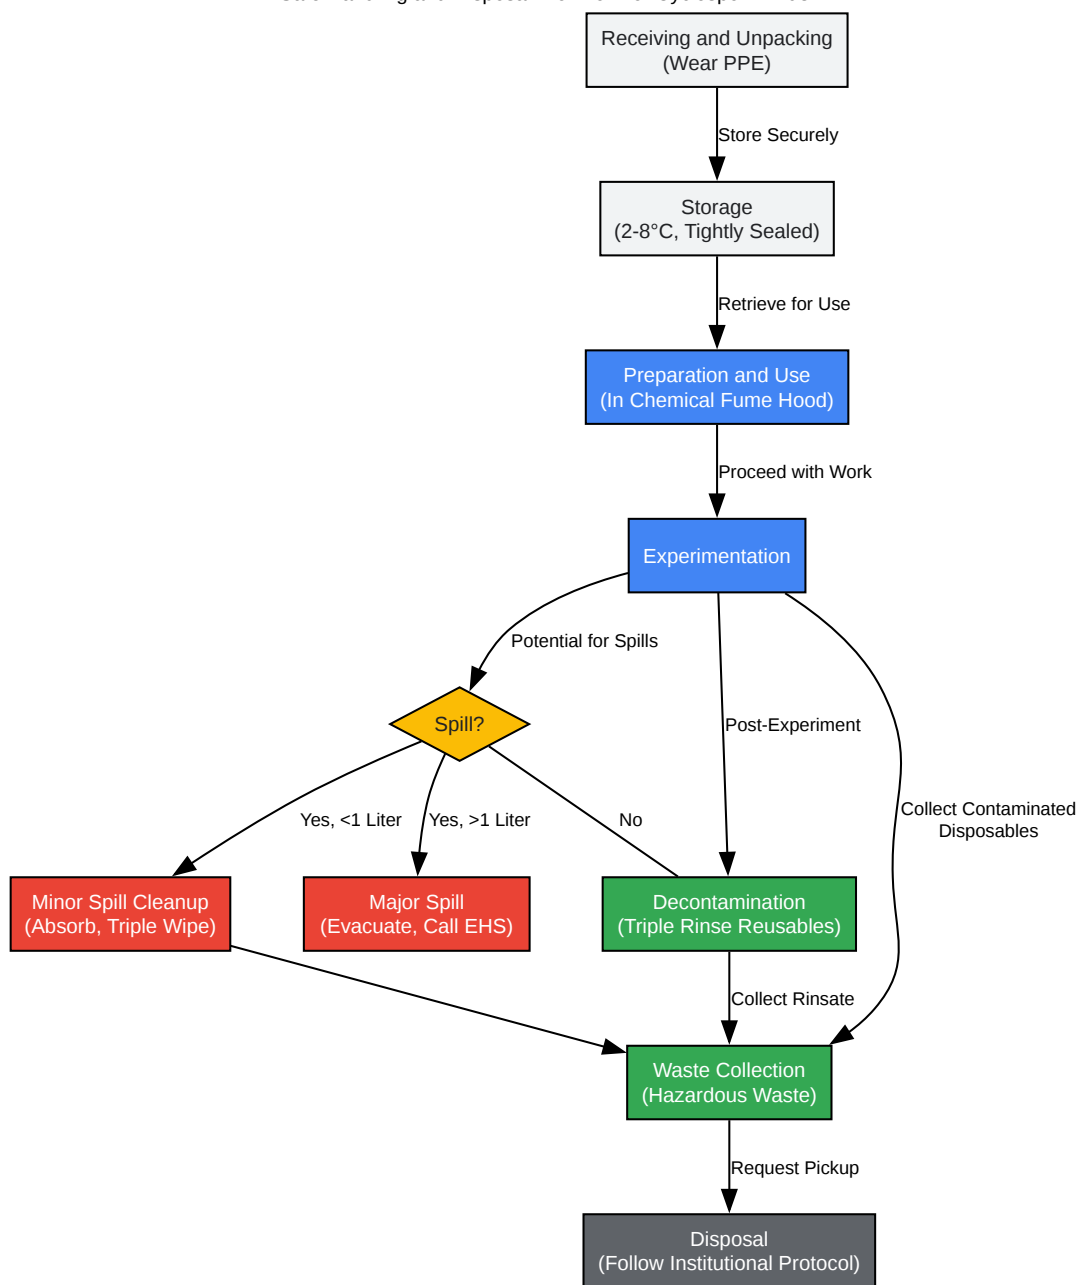 Receiving and Unpacking
(Wear PPE)
Store Securely
Storage
(2-8°C, Tightly Sealed)
Retrieve for Use
Preparation and Use
(In Chemical Fume Hood)
Proceed with Work
Experimentation
Potential for Spills
Spill?
Post-Experiment
Yes, <1 Liter
Yes, >1 Liter
No
Collect Contaminated
Disposables
Minor Spill Cleanup
(Absorb, Triple Wipe)
Major Spill
(Evacuate, Call EHS)
Decontamination
(Triple Rinse Reusables)
Collect Rinsate
Waste Collection
(Hazardous Waste)
Request Pickup
Disposal
(Follow Institutional Protocol)